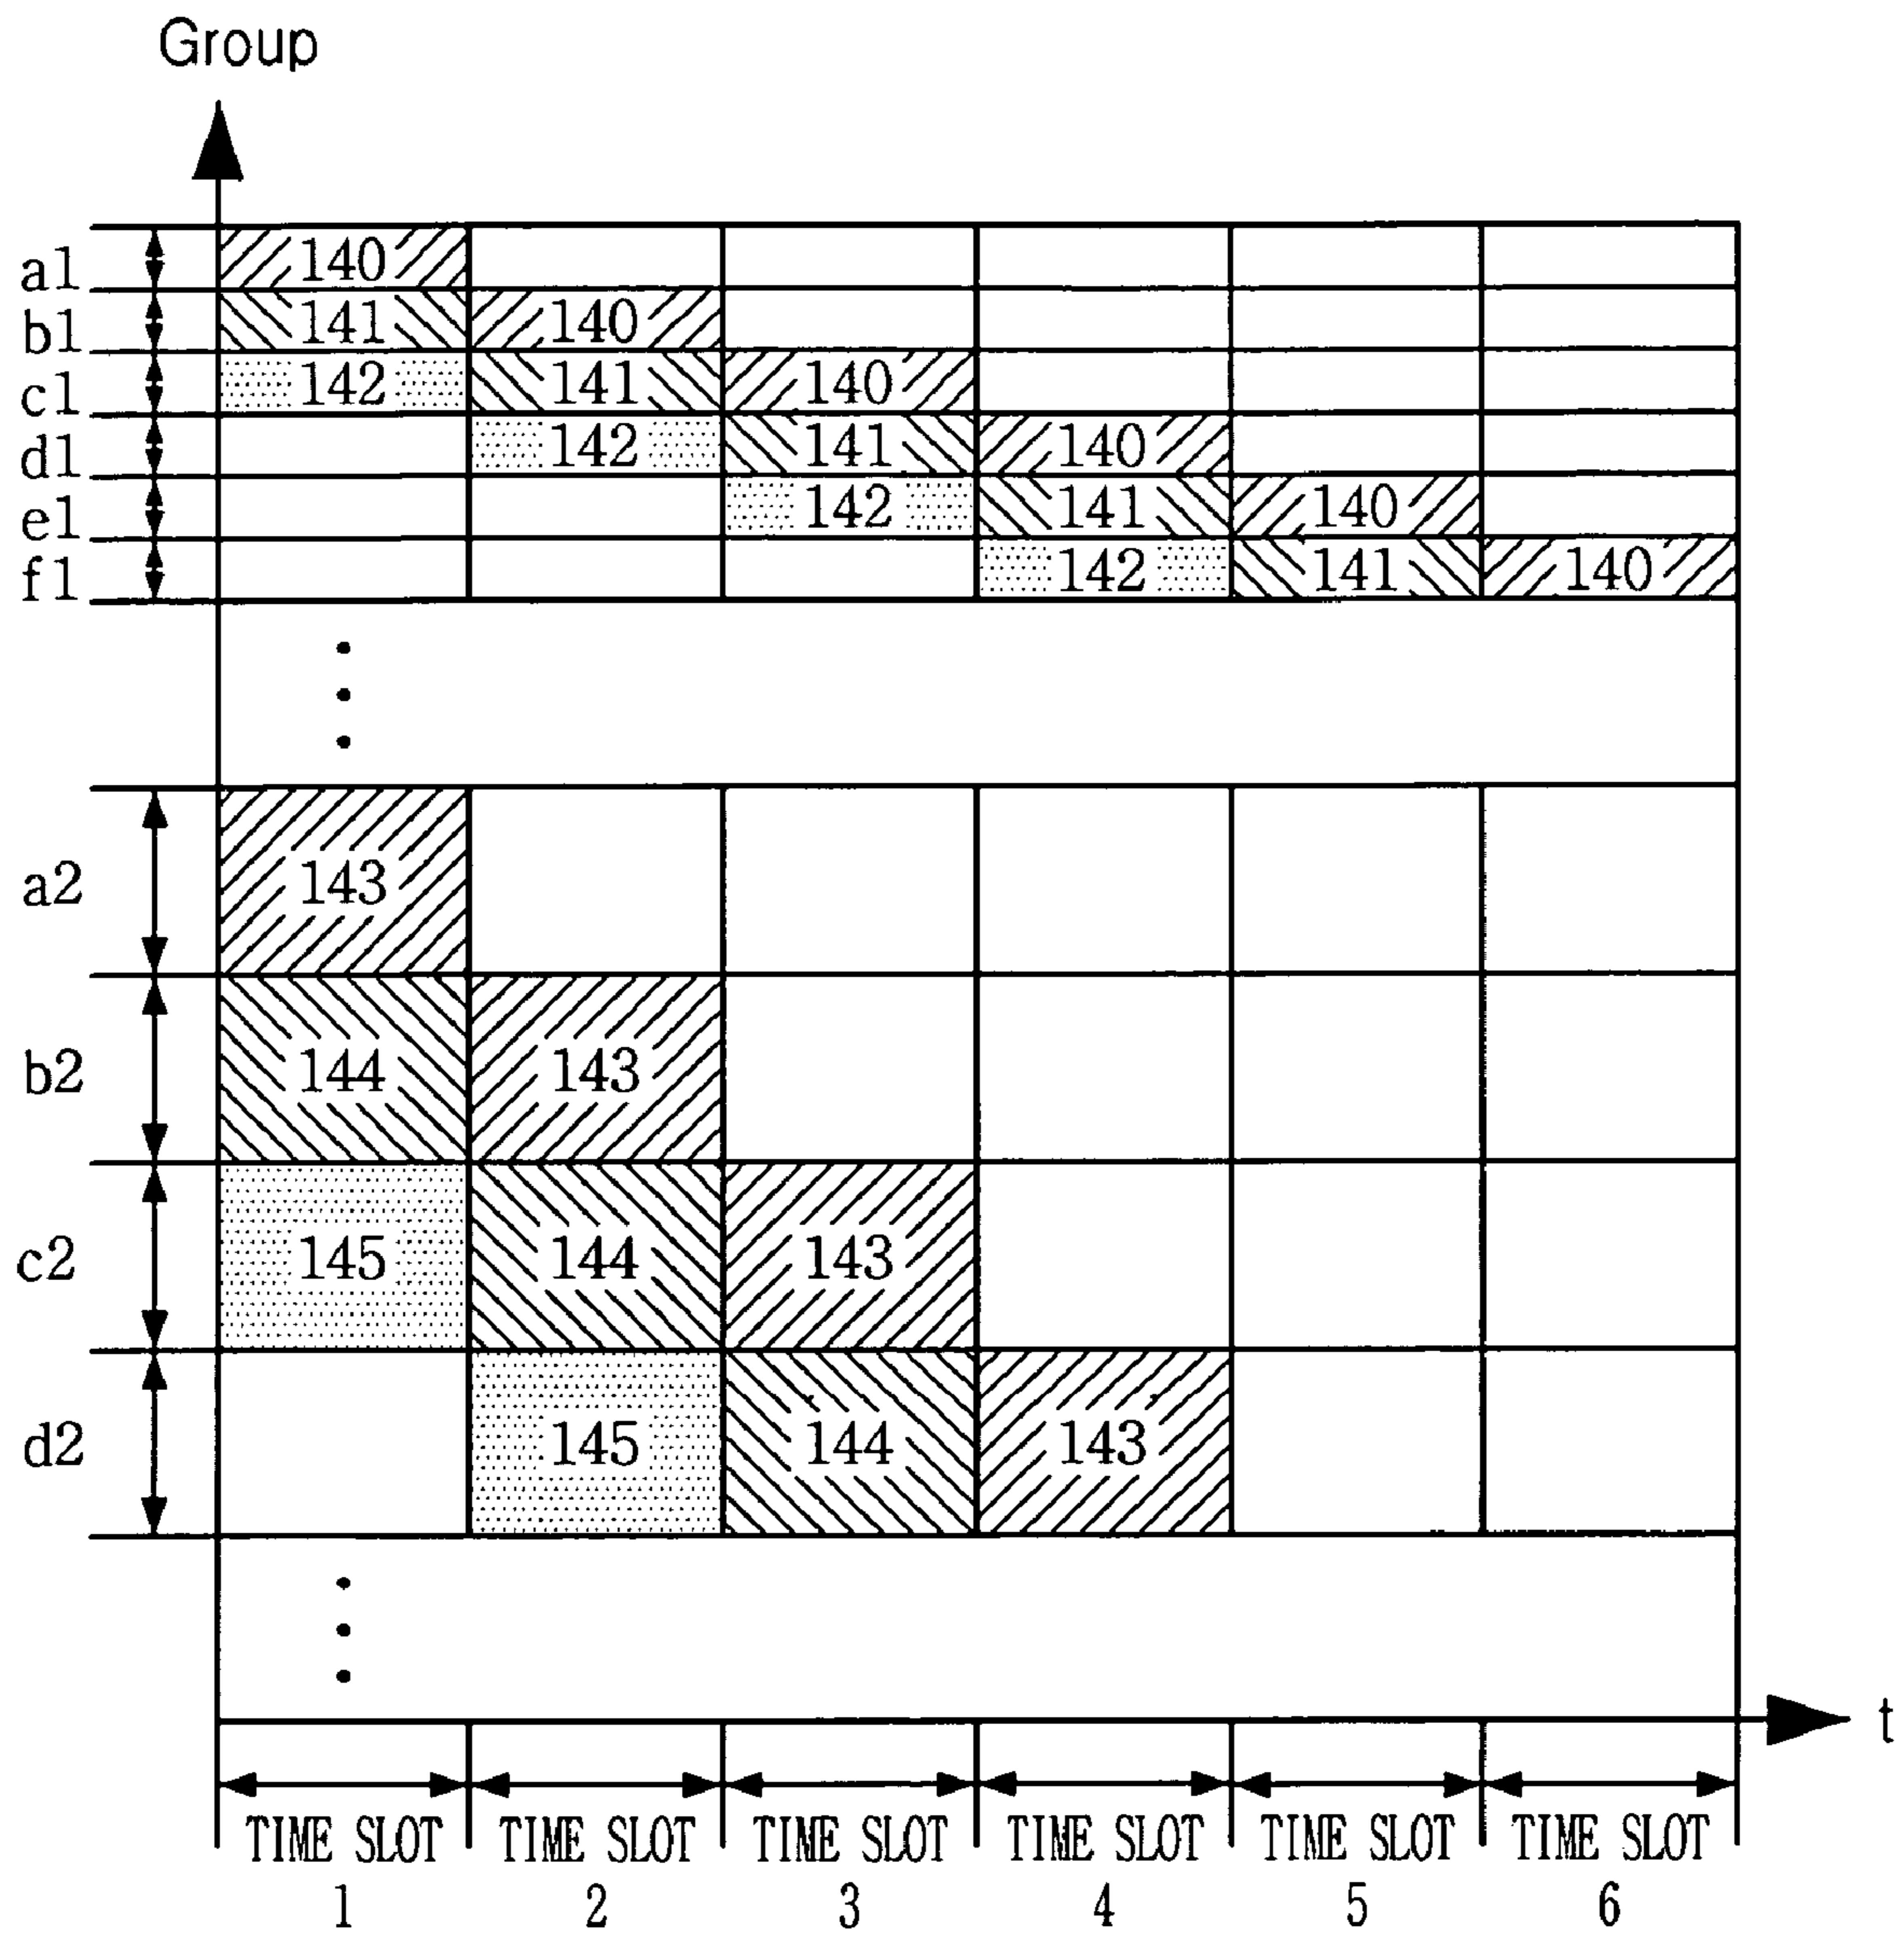 Group
a1 140
b1 141 140
c1 142 141 140
d1 142 141 140
e1 142 141 140
f1 142 141 140
a2 143
b2 144 143
c2 145 144 143
d2 145 144 143
t
TIME SLOT TIME SLOT TIME SLOT TIME SLOT TIME SLOT TIME SLOT
1 2 3 4 5 6